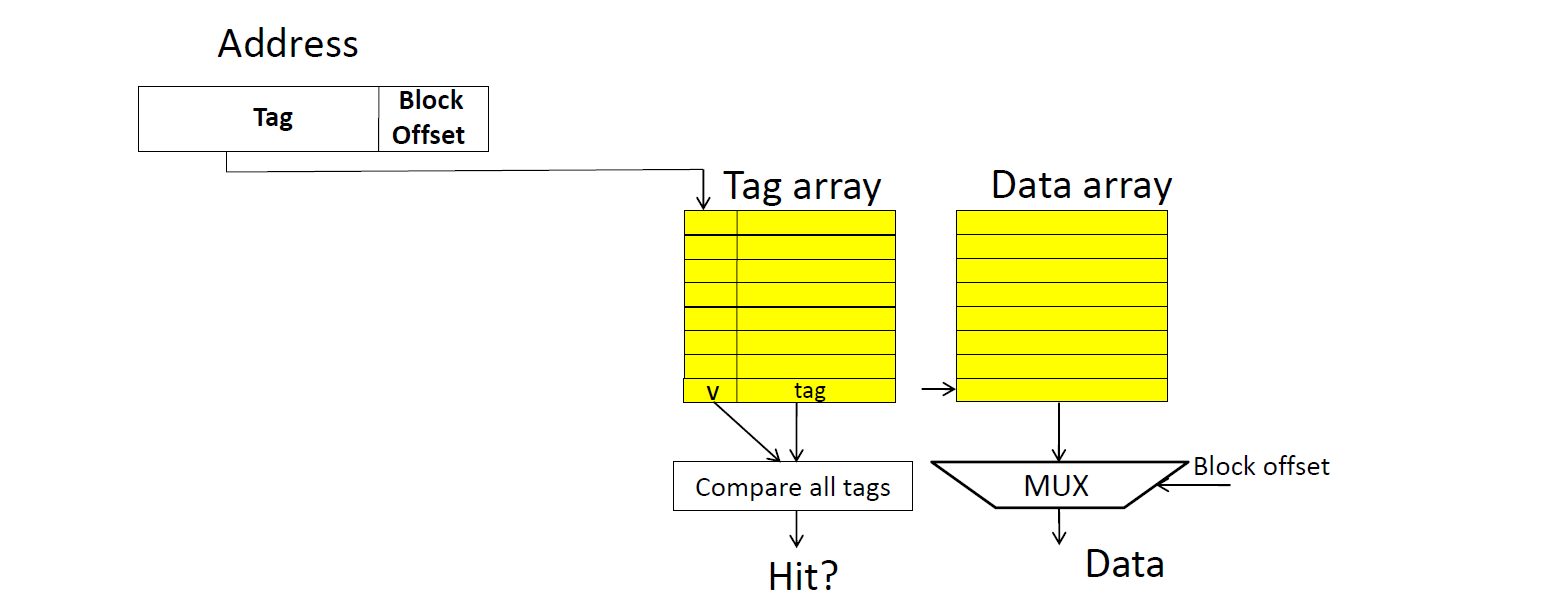 Address
Tag
Block
Offset
Tag array
Data array
v
tag
Compare all tags
MUX
Block offset
Hit?
Data